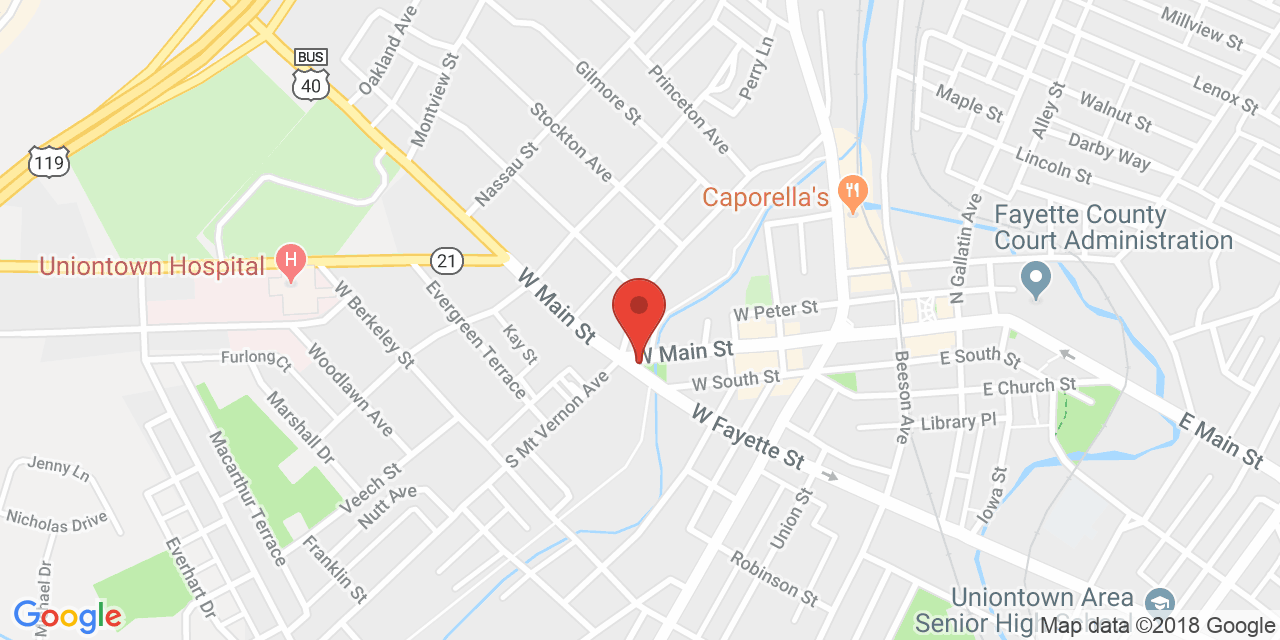 Millview St
BUS
40
Oakland Ave
Montview St
Gilmore St
Princeton Ave
Perry Ln
Stockton Ave
Nassau St
Maple St
Walnut St
Alley St
Lenox St
Darby Way
Lincoln St
119
Caporella's
Fayette County
Court Administration
N Gallatin Ave
Uniontown Hospital
H
21
W Main St
W Berkeley St
Evergreen Terrace
Kay St
W Peter St
W Main St
Furlong Ct
Woodlawn Ave
W South St
E South St
E Church St
Beeson Ave
Library Pl
S Mt Vernon Ave
Marshall Dr
W Fayette St
E Main St
Macarthur Terrace
Veech St
Nutt Ave
Jenny Ln
Nicholas Drive
Iowa St
Union St
Robinson St
Franklin St
Everhart Dr
Google
Uniontown Area
Senior High
Map data ©2018 Google